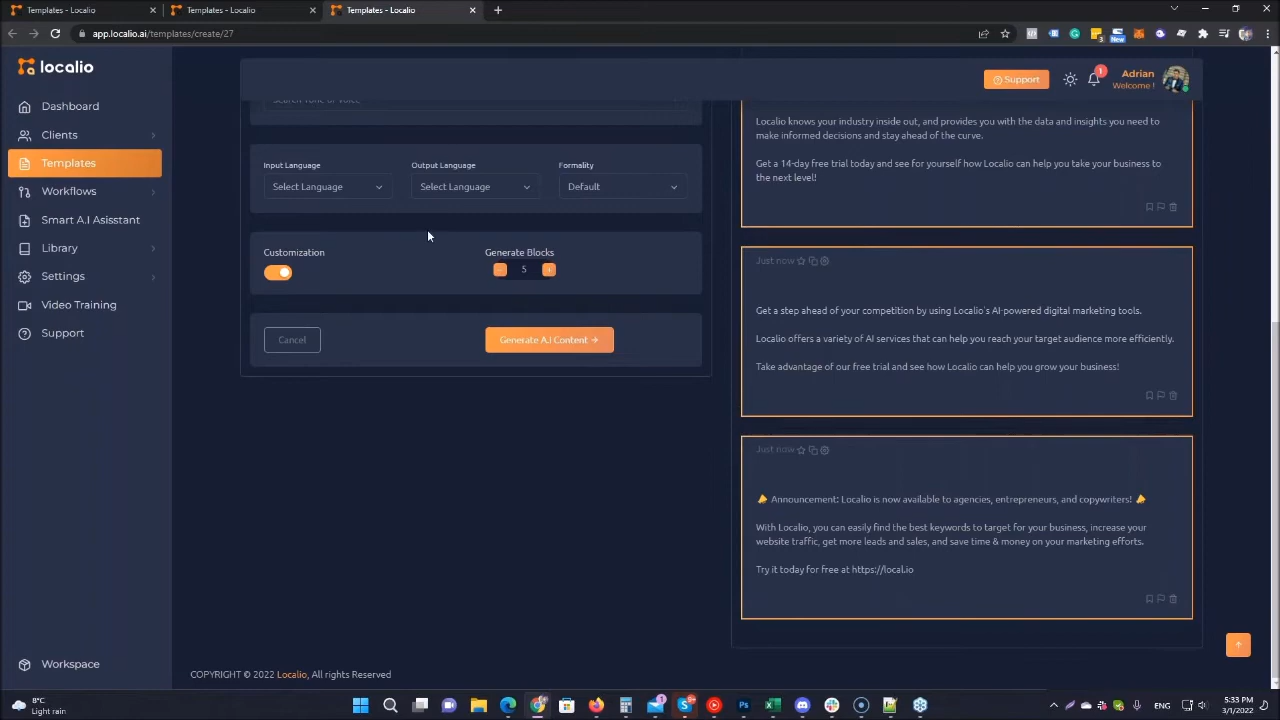 Templates - Localio
Templates - Localio
Templates - Localio
app.localio.ai/templates/create/27
New
localio
Support
1
Adrian
Welcome !
Dashboard
Clients
Templates
Workflows
Smart A.I Asisstant
Library
Settings
Video Training
Support
Workspace
Search Tone of Voice
Input Language
Output Language
Formality
Select Language
Select Language
Default
Customization
Generate Blocks
- 5 +
Cancel
Generate A.I Content →
Localio knows your industry inside out, and provides you with the data and insights you need to
make informed decisions and stay ahead of the curve.
Get a 14-day free trial today and see for yourself how Localio can help you take your business to
the next level!
Just now
Get a step ahead of your competition by using Localio's AI-powered digital marketing tools.
Localio offers a variety of AI services that can help you reach your target audience more efficiently.
Take advantage of our free trial and see how Localio can help you grow your business!
Just now
Announcement: Localio is now available to agencies, entrepreneurs, and copywriters!
With Localio, you can easily find the best keywords to target for your business, increase your
website traffic, get more leads and sales, and save time & money on your marketing efforts.
Try it today for free at https://local.io
COPYRIGHT © 2022 Localio, All rights Reserved
8°C
Light rain
ENG
5:33 PM
3/1/2022